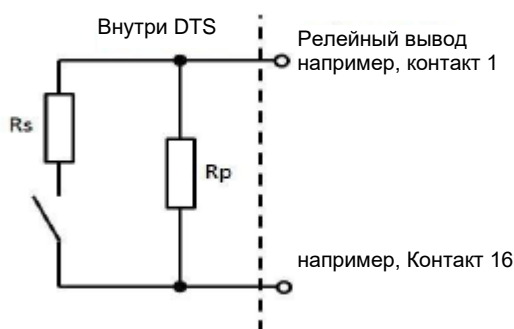 Внутри DTS
Релейный вывод
например, контакт 1
Rs
Rp
например, Контакт 16